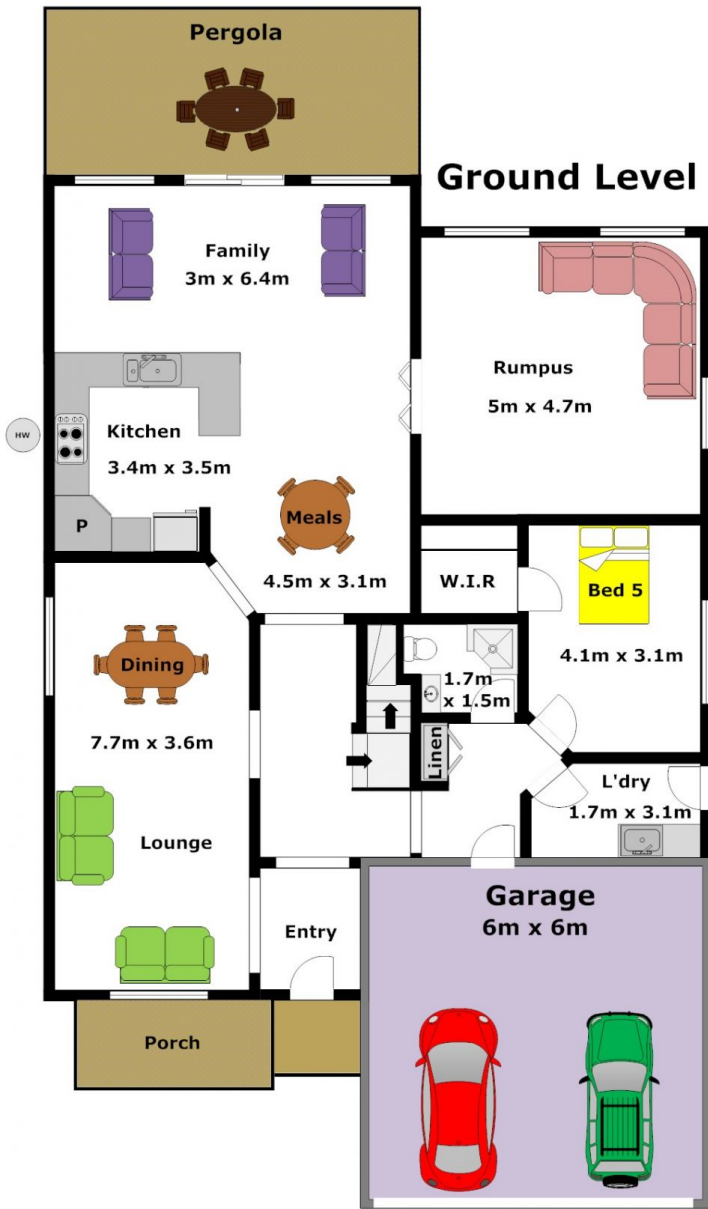 Pergola
Ground Level
Family
3m x 6.4m
Rumpus
5m x 4.7m
HW
Kitchen
3.4m x 3.5m
P
Meals
4.5m x 3.1m
W.I.R
Bed 5
4.1m x 3.1m
Dining
7.7m x 3.6m
Lounge
1.7m
x 1.5m
Linen
L'dry
1.7m x 3.1m
Entry
Garage
6m x 6m
Porch